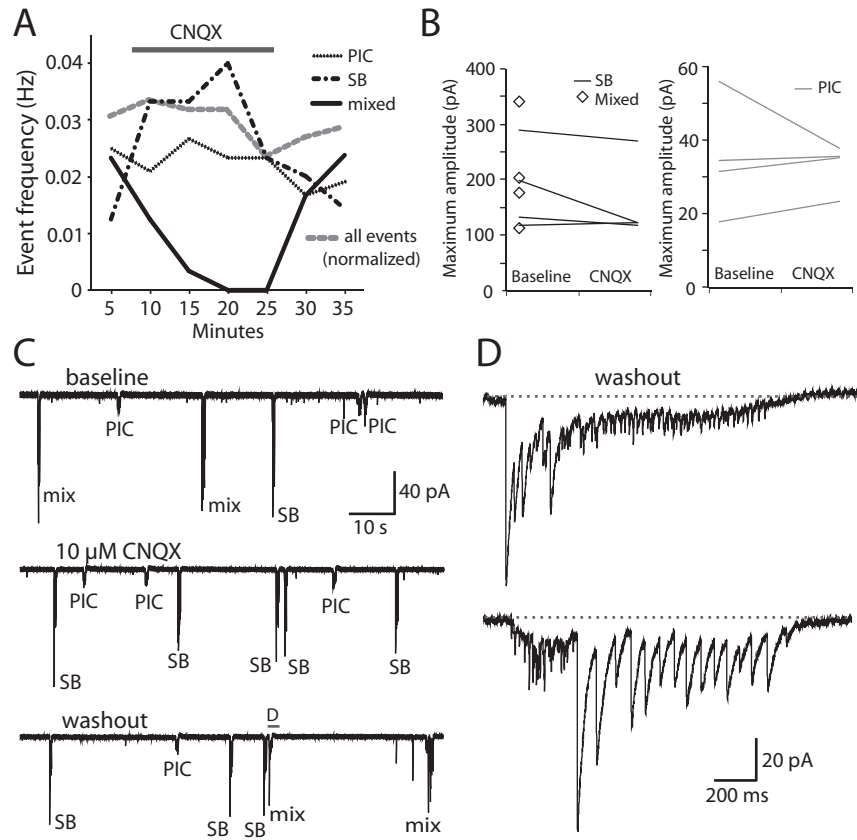 A
CNQX
PIC
SB
mixed
Event frequency (Hz)
0.04
0.03
0.02
0.01
0
all events
(normalized)
5 10 15 20 25 30 35
Minutes
B
Maximum amplitude (pA)
400
300
200
100
0
SB
Mixed
Baseline CNQX
Maximum amplitude (pA)
60
40
20
0
PIC
Baseline CNQX
C
baseline
PIC
PIC PIC
mix
mix
SB
40 pA
10 s
10 µM CNQX
PIC PIC PIC
SB SB SB SB SB
washout
D
PIC
SB SB SB mix mix
D
washout
20 pA
200 ms